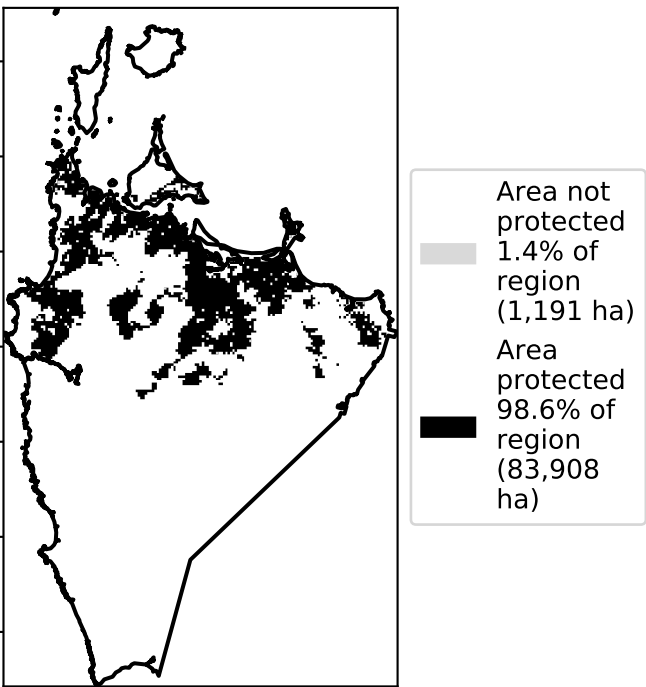 Area not
protected
1.4% of
region
(1,191 ha)
Area
protected
98.6% of
region
(83,908
ha)